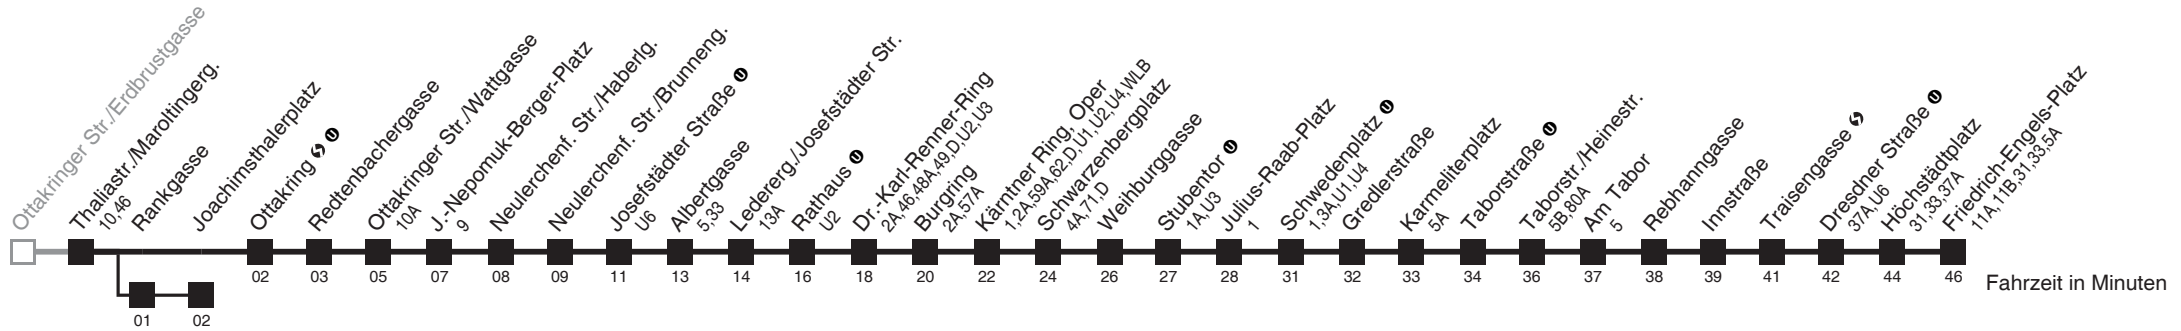 Ottakringer Str./Erdbrustgasse
Thaliastr./Maroltingerg.
10,46
Rankgasse
Joachimsthalerplatz
Ottakring S U
Redtenbachergasse
Ottakringer Str./Wattgasse
10A
J.-Nepomuk-Berger-Platz
9
Neulerchenf. Str./Haberlg.
Neulerchenf. Str./Brunneng.
Josefstädter Straße U
U6
Albertgasse
5,33
Ledererg./Josefstädter Str.
13A
Rathaus U
U2
Dr.-Karl-Renner-Ring
2A,46,48A,49,D,U2,U3
Burgring
2A,57A
Kärntner Ring, Oper
1,2A,59A,62,D,U1,U2,U4,WLB
Schwarzenbergplatz
4A,71,D
Weihburggasse
Stubentor U
1A,U3
Julius-Raab-Platz
1
Schwedenplatz U
1,3A,U1,U4
Gredlerstraße
Karmeliterplatz
5A
Taborstraße U
Taborstr./Heinestr.
5B,80A
Am Tabor
5
Rebhanngasse
Innstraße
Traisengasse S
Dresdner Straße U
37A,U6
Höchstädtplatz
31,33,37A
Friedrich-Engels-Platz
11A,11B,31,33,5A
02 03 05 07 08 09 11 13 14 16 18 20 22 24 26 27 28 31 32 33 34 36 37 38 39 41 42 44 46
Fahrzeit in Minuten
01 02